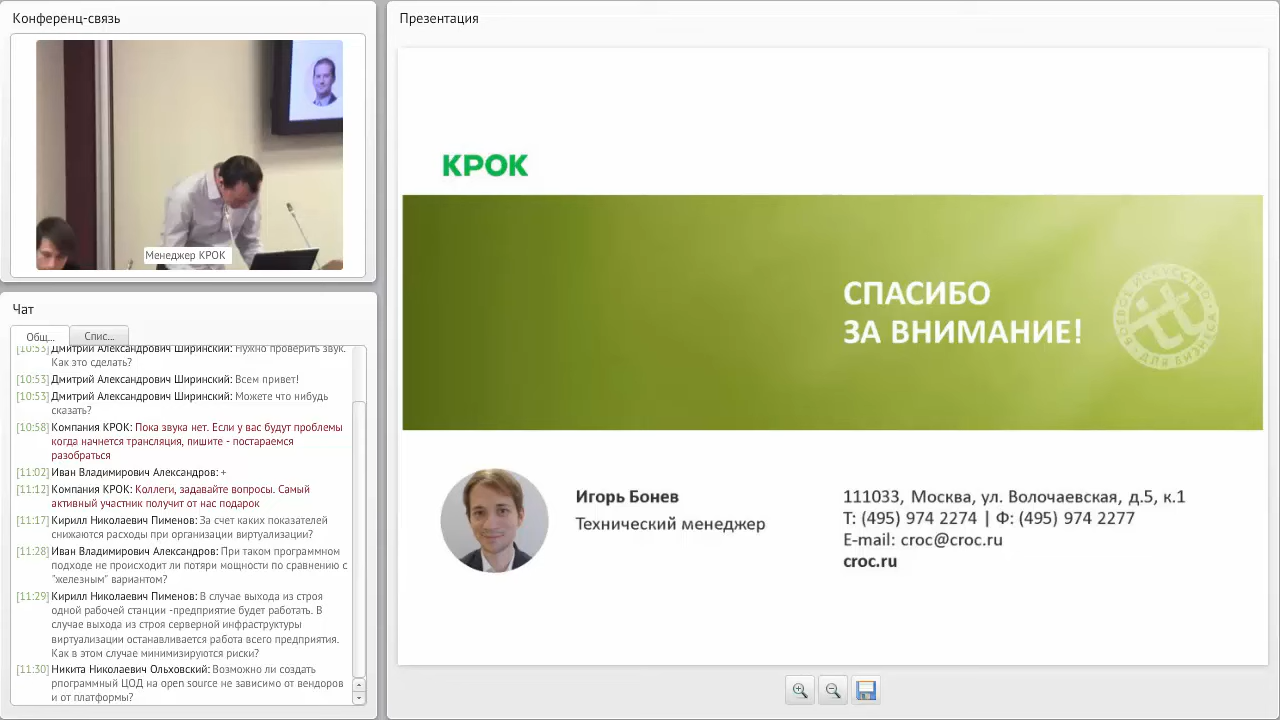 Конференц-связь
Менеджер КРОК
Чат
Общ...
Спис...
[10:53] Дмитрий Александрович Ширинский: Нужно проверить звук.
Как это сделать?
[10:53] Дмитрий Александрович Ширинский: Всем привет!
[10:53] Дмитрий Александрович Ширинский: Можете что нибудь
сказать?
[10:58] Компания КРОК: Пока звука нет. Если у вас будут проблемы
когда начнется трансляция, пишите - постараемся
разобраться
[11:02] Иван Владимирович Александров: +
[11:12] Компания КРОК: Коллеги, задавайте вопросы. Самый
активный участник получит от нас подарок
[11:17] Кирилл Николаевич Пименов: За счет каких показателей
снижаются расходы при организации виртуализации?
[11:28] Иван Владимирович Александров: При таком программном
подходе не происходит ли потяри мощности по сравнению с
"железным" вариантом?
[11:29] Кирилл Николаевич Пименов: В случае выхода из строя
одной рабочей станции -предприятие будет работать. В
случае выхода из строя серверной инфраструктуры
виртуализации останавливается работа всего предприятия.
Как в этом случае минимизируются риски?
[11:30] Никита Николаевич Ольховский: Возможно ли создать
рпограммный ЦОД на open source не зависимо от вендоров
и от платформы?
Презентация
КРОК
СПАСИБО
ЗА ВНИМАНИЕ!
it
ДЛЯ БИЗНЕСА
Игорь Бонев
Технический менеджер
111033, Москва, ул. Волочаевская, д.5, к.1
Т: (495) 974 2274 | Ф: (495) 974 2277
E-mail: croc@croc.ru
croc.ru